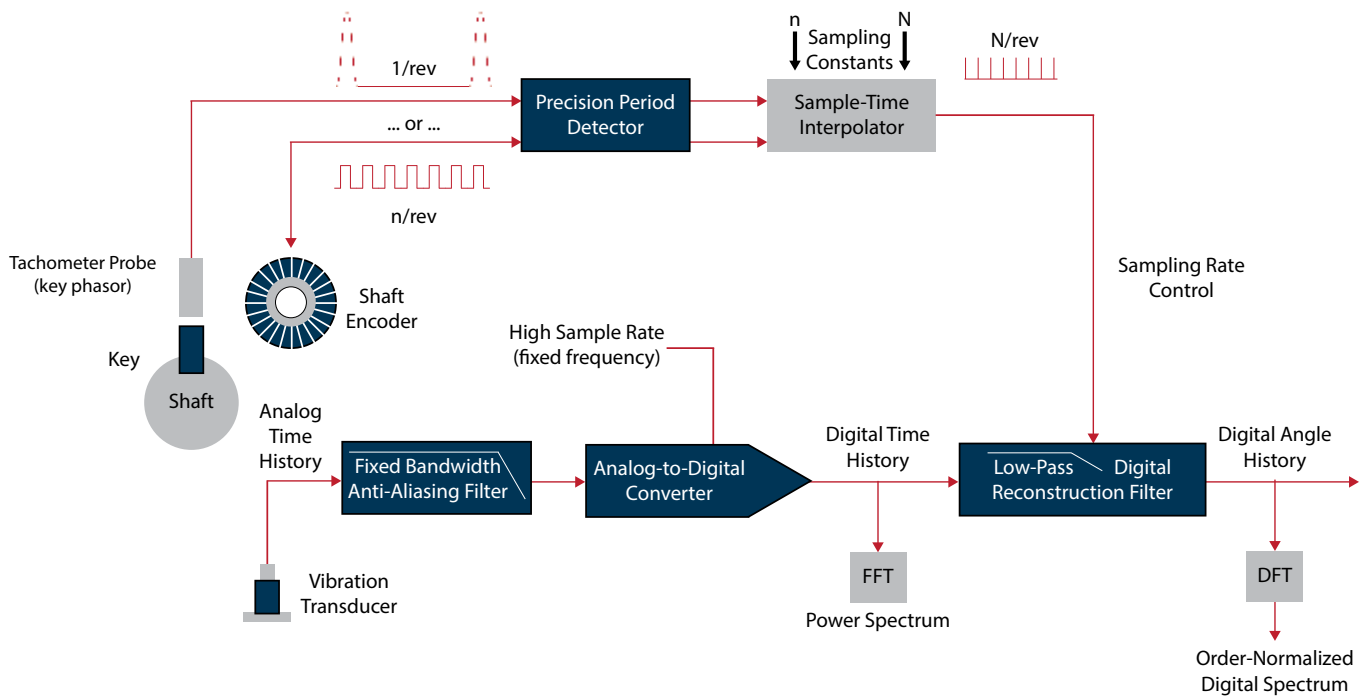 n
N
Sampling
Constants
N/rev
1/rev
Precision Period
Detector
Sample-Time
Interpolator
... or ...
n/rev
Tachometer Probe
(key phasor)
Shaft
Encoder
Sampling Rate
Control
Key
Shaft
High Sample Rate
(fixed frequency)
Analog
Time
History
Fixed Bandwidth
Anti-Aliasing Filter
Analog-to-Digital
Converter
Digital Time
History
Low-Pass Digital
Reconstruction Filter
Digital Angle
History
Vibration
Transducer
FFT
Power Spectrum
DFT
Order-Normalized
Digital Spectrum